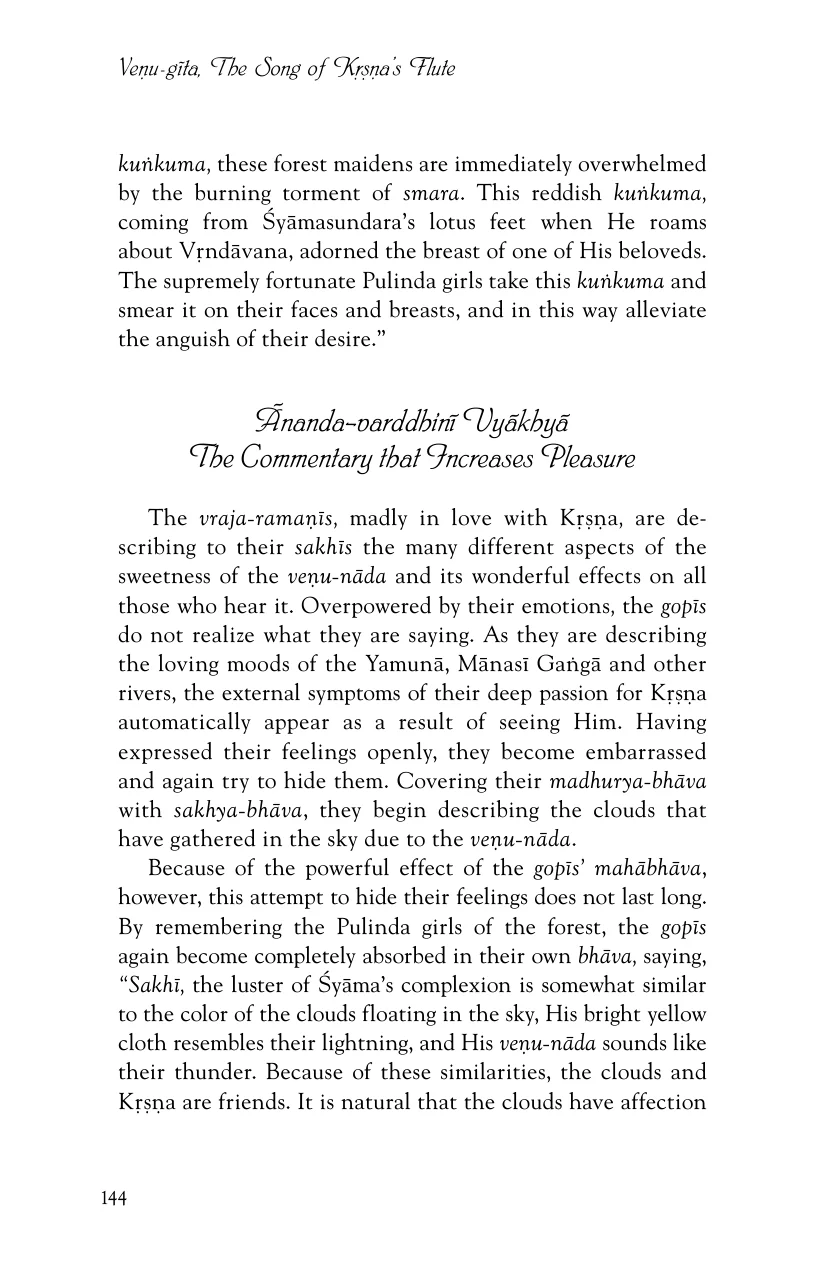 Veṇu-gīta, The Song of Kṛṣṇa's Flute
kuṅkuma, these forest maidens are immediately overwhelmed
by the burning torment of smara. This reddish kuṅkuma,
coming from Śyāmasundara's lotus feet when He roams
about Vṛndāvana, adorned the breast of one of His beloveds.
The supremely fortunate Pulinda girls take this kuṅkuma and
smear it on their faces and breasts, and in this way alleviate
the anguish of their desire.”
Ānanda-varddhinī Vyākhyā
The Commentary that Increases Pleasure
The vraja-ramaṇīs, madly in love with Kṛṣṇa, are de-
scribing to their sakhīs the many different aspects of the
sweetness of the veṇu-nāda and its wonderful effects on all
those who hear it. Overpowered by their emotions, the gopīs
do not realize what they are saying. As they are describing
the loving moods of the Yamunā, Mānasī Gaṅgā and other
rivers, the external symptoms of their deep passion for Kṛṣṇa
automatically appear as a result of seeing Him. Having
expressed their feelings openly, they become embarrassed
and again try to hide them. Covering their madhurya-bhāva
with sakhya-bhāva, they begin describing the clouds that
have gathered in the sky due to the veṇu-nāda.
Because of the powerful effect of the gopīs' mahābhāva,
however, this attempt to hide their feelings does not last long.
By remembering the Pulinda girls of the forest, the gopīs
again become completely absorbed in their own bhāva, saying,
“Sakhī, the luster of Śyāma's complexion is somewhat similar
to the color of the clouds floating in the sky, His bright yellow
cloth resembles their lightning, and His veṇu-nāda sounds like
their thunder. Because of these similarities, the clouds and
Kṛṣṇa are friends. It is natural that the clouds have affection
144